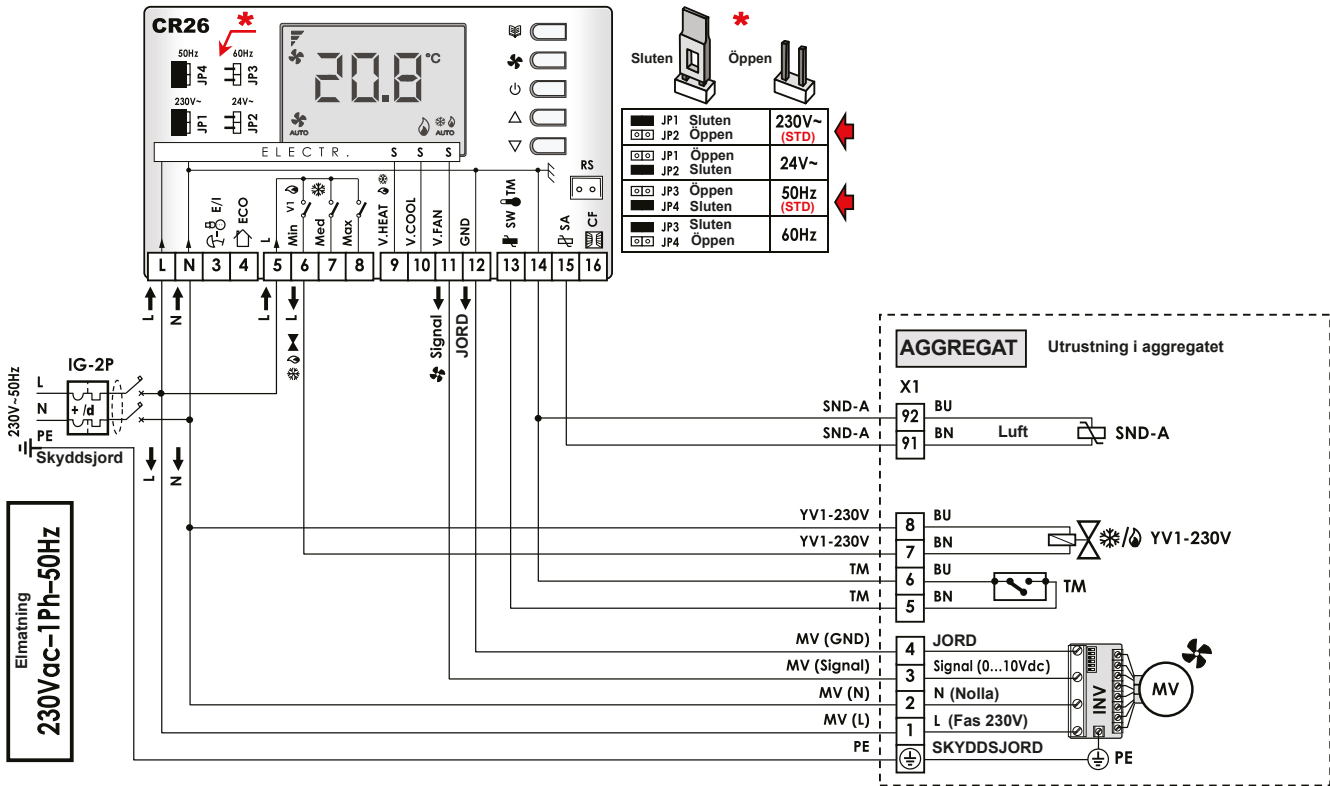 CR26
*
50Hz
JP4
60Hz
JP3
230V~
JP1
24V~
JP2
20.8 °C
AUTO
AUTO
ELECTR. S S S
L
Min V1
Med
Max
V.HEAT
V.COOL
V.FAN
GND
E/I
ECO
SW TM
SA
CF
RS
L N 3 4 5 6 7 8 9 10 11 12 13 14 15 16
*
Sluten Öppen
JP1 Sluten
JP2 Öppen
230V~
(STD)
JP1 Öppen
JP2 Sluten
24V~
JP3 Öppen
JP4 Sluten
50Hz
(STD)
JP3 Sluten
JP4 Öppen
60Hz
L N L L Signal JORD
IG-2P
230V~50Hz
L
N
PE
+ /d
Skyddsjord
L N
Elmatning
230Vac–1Ph–50Hz
AGGREGAT Utrustning i aggregatet
X1
SND-A 92 BU
SND-A 91 BN Luft SND-A
YV1-230V 8 BU
YV1-230V 7 BN YV1-230V
TM 6 BU
TM 5 BN TM
MV (GND) 4 JORD
MV (Signal) 3 Signal (0...10Vdc)
MV (N) 2 N (Nolla)
MV (L) 1 L (Fas 230V)
PE SKYDDSJORD
INV
MV
PE